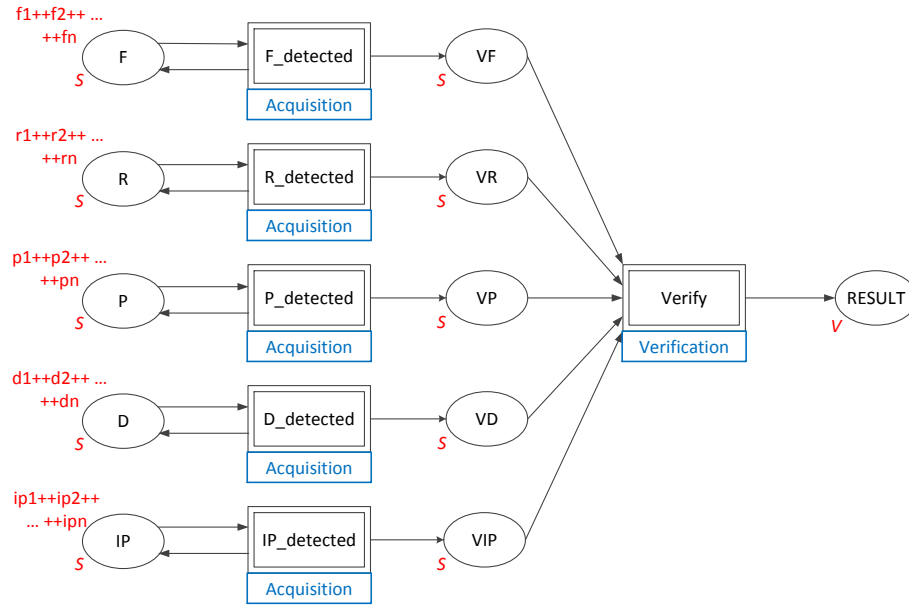 f1++f2++ ...
++fn
F
S
F_detected
Acquisition
VF
S
r1++r2++ ...
++rn
R
S
R_detected
Acquisition
VR
S
p1++p2++ ...
++pn
P
S
P_detected
Acquisition
VP
S
Verify
Verification
RESULT
V
d1++d2++ ...
++dn
D
S
D_detected
Acquisition
VD
S
ip1++ip2++
... ++ipn
IP
S
IP_detected
Acquisition
VIP
S